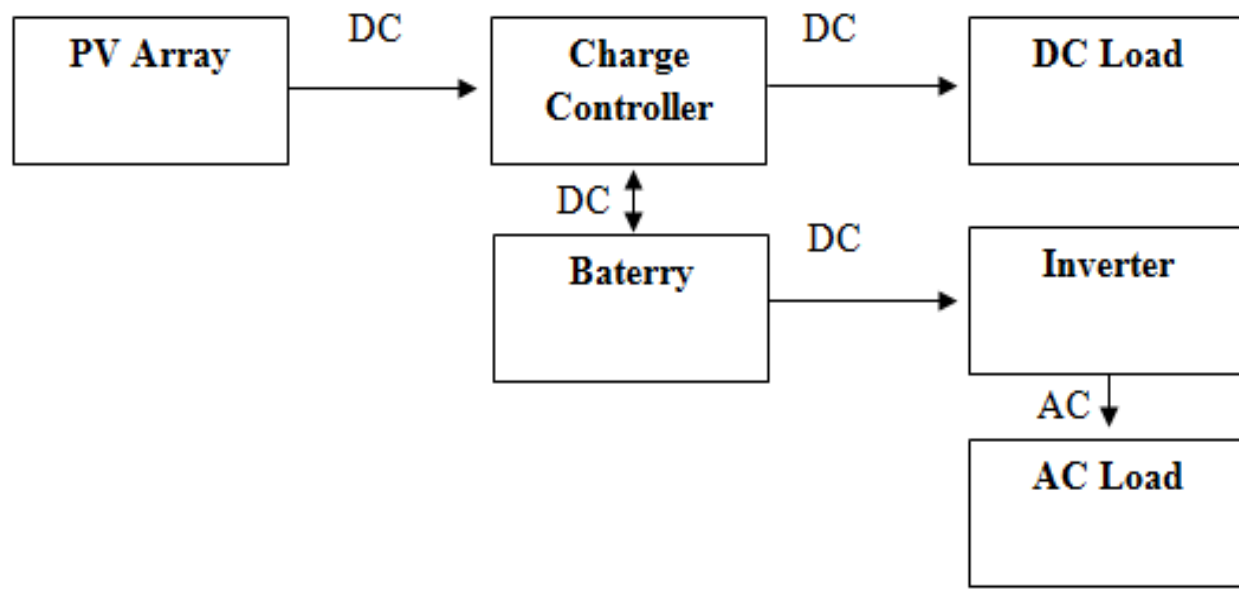 PV Array
DC
Charge
Controller
DC
DC Load
DC
Baterry
DC
Inverter
AC
AC Load